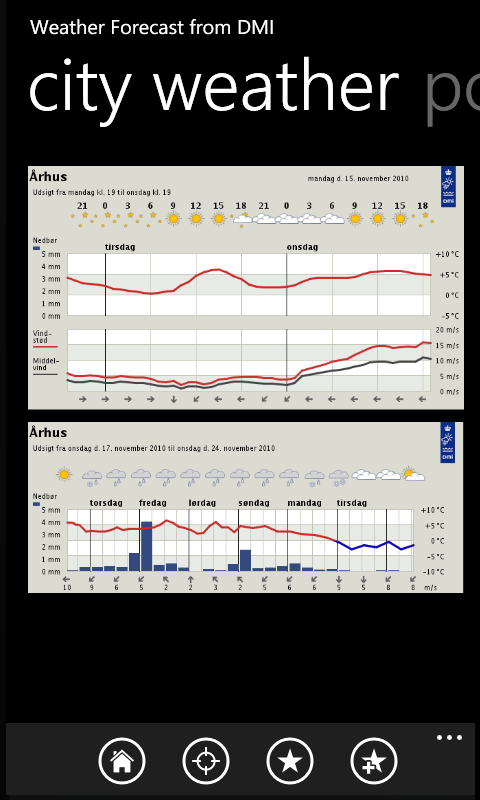 Weather Forecast from DMI
city weather po
Århus
mandag d. 15. november 2010
DMI
Udsigt fra mandag kl. 19 til onsdag kl. 19
21 0 3 6 9 12 15 18 21 0 3 6 9 12 15 18
Nedbør
tirsdag onsdag
5 mm +10°C
4 mm
3 mm +5°C
2 mm 0°C
1 mm
0 mm -5°C
Vind-
stød
Middel-
vind
20 m/s
15 m/s
10 m/s
5 m/s
0 m/s
Århus
DMI
Udsigt fra onsdag d. 17. november 2010 til onsdag d. 24. november 2010
Nedbør
torsdag fredag lørdag søndag mandag tirsdag
5 mm +10°C
4 mm +5°C
3 mm
2 mm 0°C
1 mm -5°C
0 mm -10°C
10 9 6 5 2 2 3 6 2 5 6 5 9 8 8 m/s